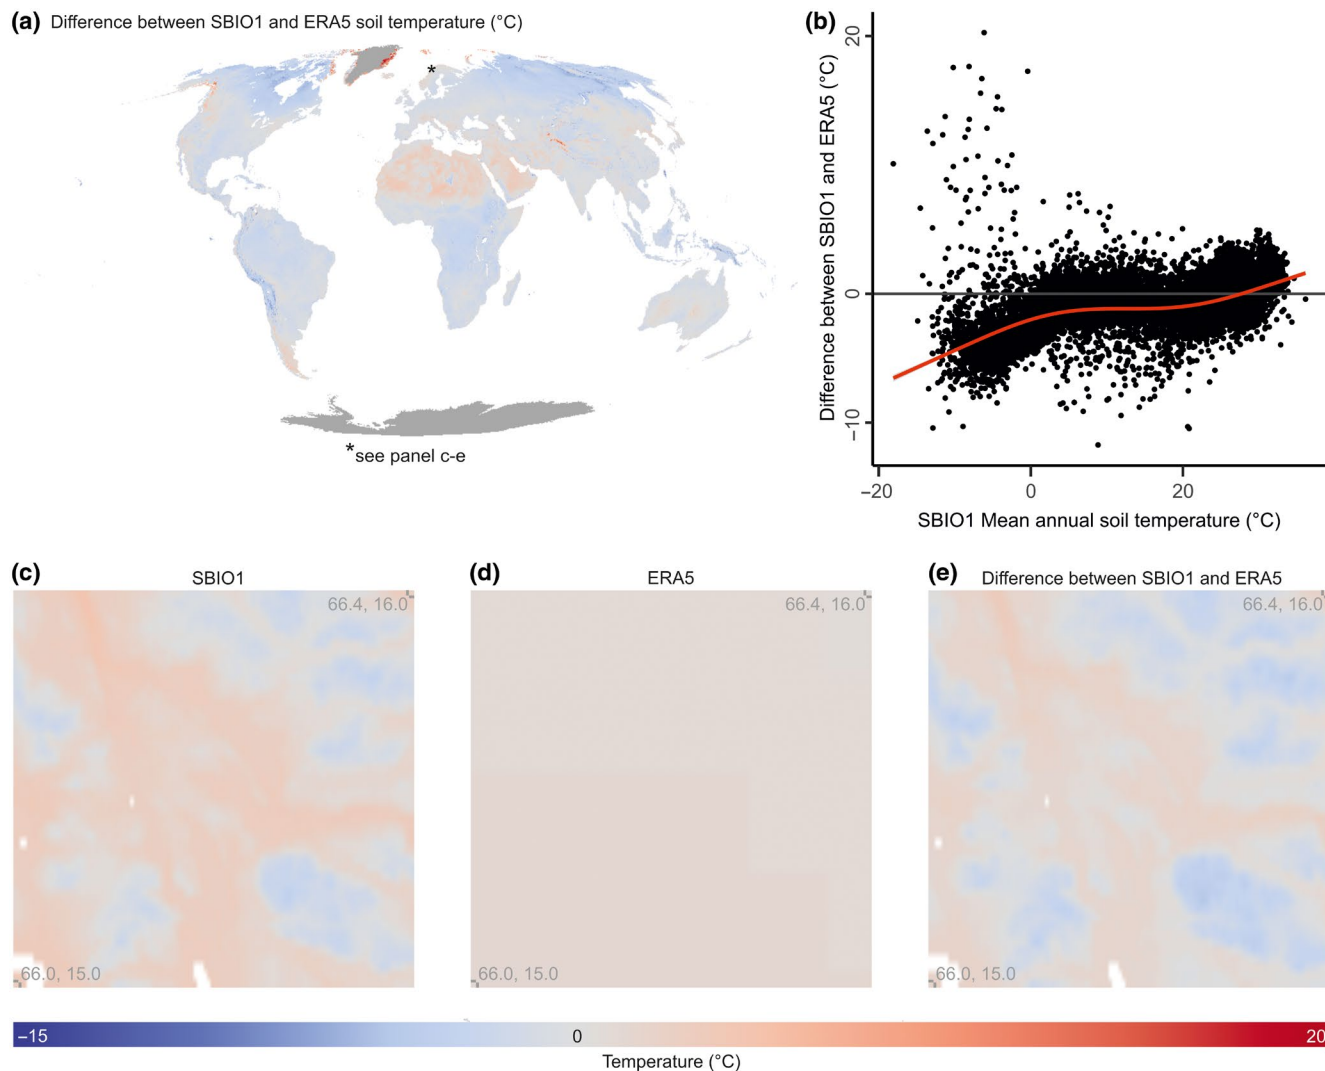 (a) Difference between SBIO1 and ERA5 soil temperature (°C)
*
*see panel c-e
(b)
Difference between SBIO1 and ERA5 (°C)
20
0
−10
−20 0 20
SBIO1 Mean annual soil temperature (°C)
(c) SBIO1
66.4, 16.0
66.0, 15.0
(d) ERA5
66.4, 16.0
66.0, 15.0
(e) Difference between SBIO1 and ERA5
66.4, 16.0
66.0, 15.0
−15 0 20
Temperature (°C)